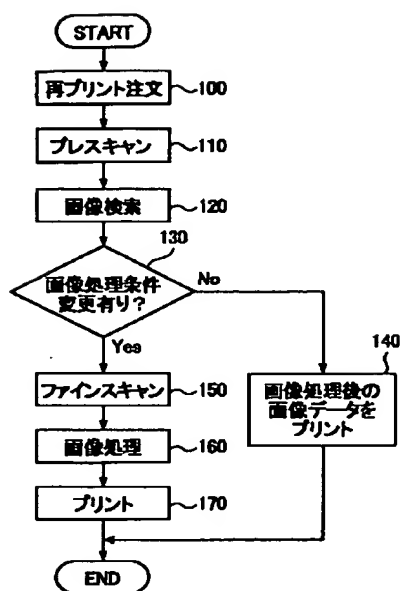 START
再プリント注文
100
プレスキャン
110
画像検索
120
130
画像処理条件
変更有り?
No
Yes
140
画像処理後の
画像データを
プリント
ファインスキャン
150
画像処理
160
プリント
170
END